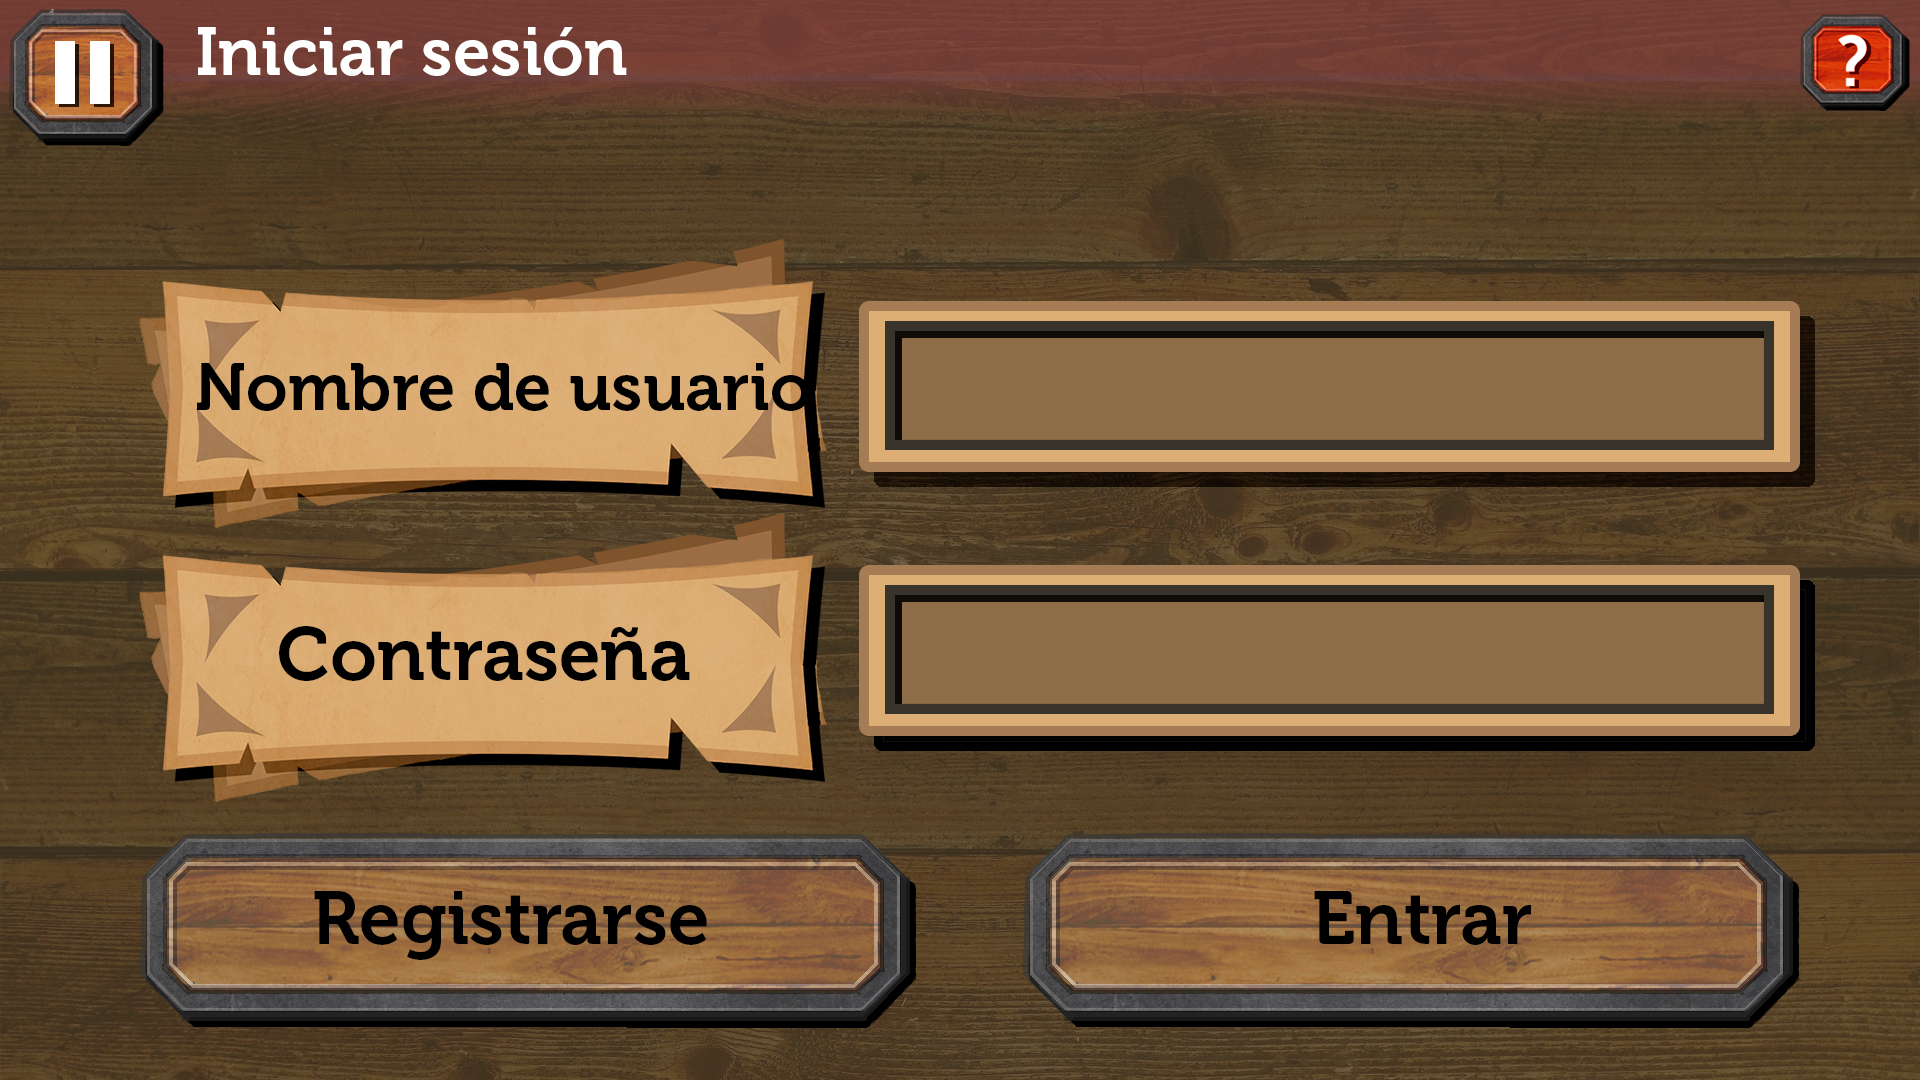 Iniciar sesión
?
Nombre de usuario
Contraseña
Registrarse
Entrar